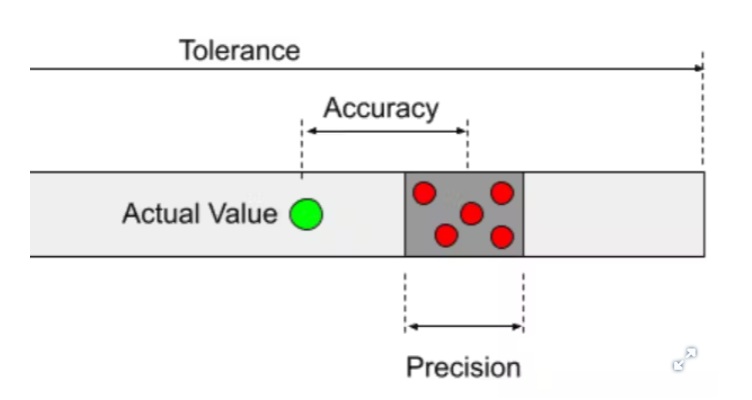 Tolerance
Accuracy
Actual Value
Precision